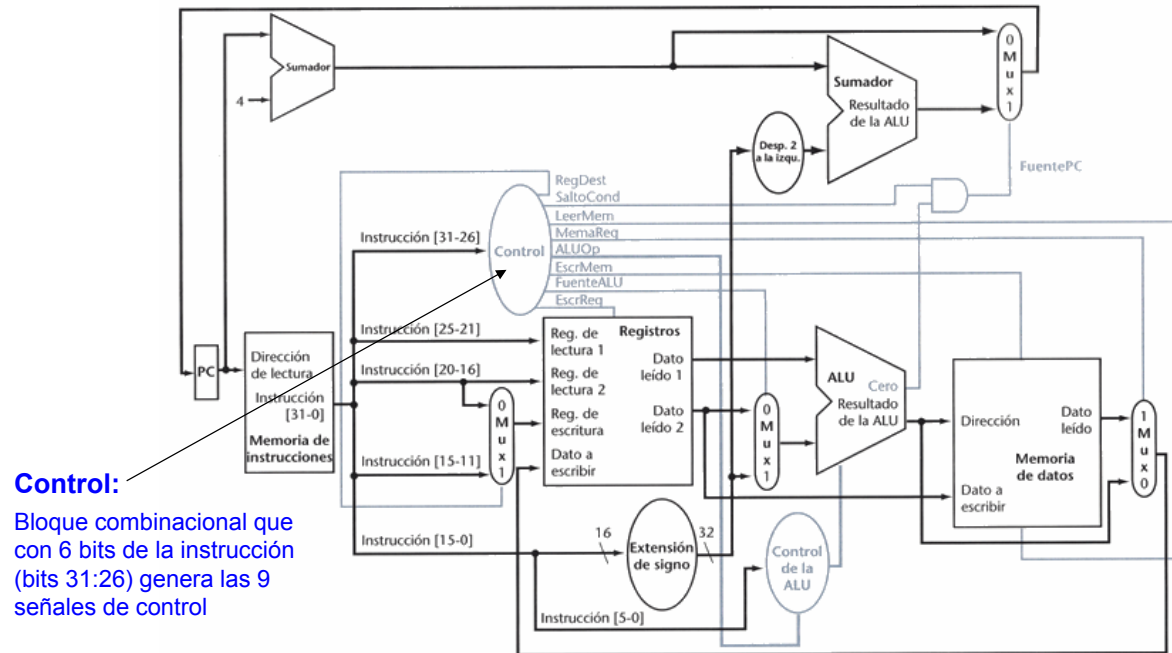 Sumador
4
Sumador
Resultado
de la ALU
0
M
u
x
1
Desp. 2
a la izqu.
FuentePC
RegDest
SaltoCond
LeerMem
MemaReg
ALUOp
EscrMem
FuenteALU
EscrReg
Control
Instrucción [31-26]
Instrucción [25-21]
Instrucción [20-16]
Instrucción [15-11]
Instrucción [15-0]
Instrucción [5-0]
PC
Dirección
de lectura
Instrucción
[31-0]
Memoria de
instrucciones
0
M
u
x
1
Reg. de
lectura 1
Reg. de
lectura 2
Reg. de
escritura
Dato a
escribir
Registros
Dato
leído 1
Dato
leído 2
0
M
u
x
1
ALU
Cero
Resultado
de la ALU
Dirección
Dato
leído
Memoria
de datos
Dato a
escribir
1
M
u
x
0
16
Extensión
de signo
32
Control
de la
ALU
Control:
Bloque combinacional que
con 6 bits de la instrucción
(bits 31:26) genera las 9
señales de control